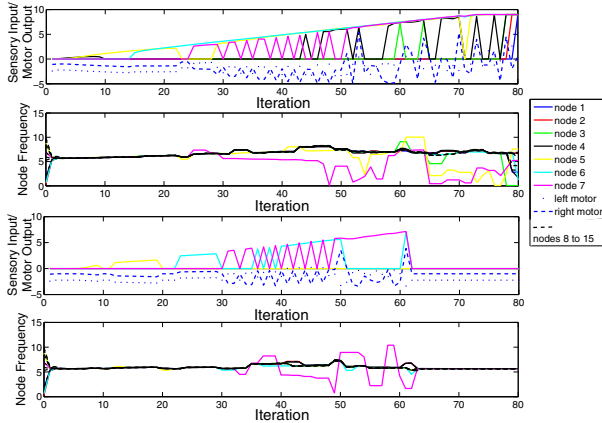 Sensory Input/
Motor Output
10
5
0
−5
0 10 20 30 40 50 60 70 80
Iteration
Node Frequency
15
10
5
0
0 10 20 30 40 50 60 70 80
Sensory Input/
Motor Output
10
5
0
−5
0 10 20 30 40 50 60 70 80
Iteration
Node Frequency
15
10
5
0
0 10 20 30 40 50 60 70 80
Iteration
node 1
node 2
node 3
node 4
node 5
node 6
node 7
left motor
right motor
nodes 8 to 15